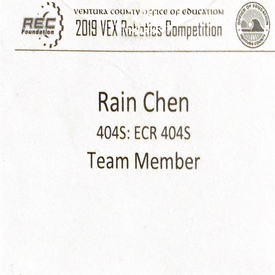 VENTURA COUNTY OFFICE OF EDUCATION
REC
Foundation
2019 VEX Robotics Competition
Rain Chen
404S: ECR 404S
Team Member